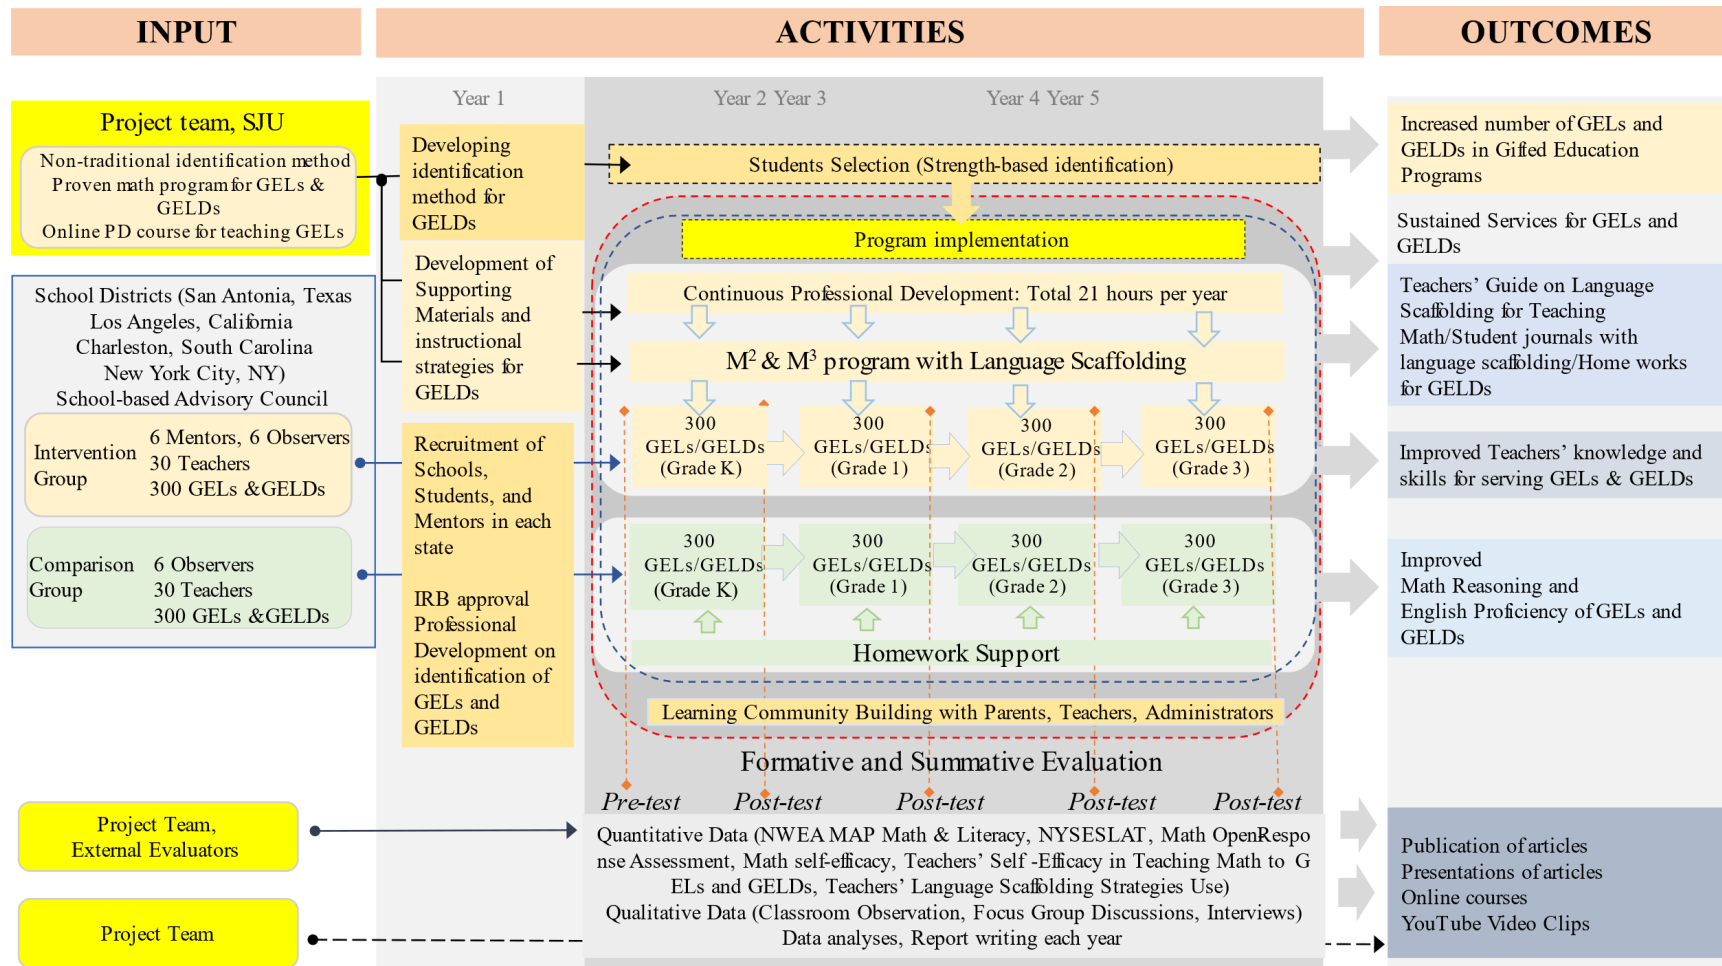 INPUT
ACTIVITIES
OUTCOMES
Project team, SJU
Non-traditional identification method
Proven math program for GELs &
GELDs
Online PD course for teaching GELs
School Districts (San Antonia, Texas
Los Angeles, California
Charleston, South Carolina
New York City, NY)
School-based Advisory Council
Intervention
Group
6 Mentors, 6 Observers
30 Teachers
300 GELs &GELDs
Comparison
Group
6 Observers
30 Teachers
300 GELs &GELDs
Project Team,
External Evaluators
Project Team
Year 1
Year 2 Year 3
Year 4 Year 5
Developing
identification
method for
GELDs
Development of
Supporting
Materials and
instructional
strategies for
GELDs
Recruitment of
Schools,
Students, and
Mentors in each
state
IRB approval
Professional
Development on
identification of
GELs and
GELDs
Students Selection (Strength-based identification)
Program implementation
Continuous Professional Development: Total 21 hours per year
M² & M³ program with Language Scaffolding
300
GELs/GELDs
(Grade K)
300
GELs/GELDs
(Grade 1)
300
GELs/GELDs
(Grade 2)
300
GELs/GELDs
(Grade 3)
300
GELs/GELDs
(Grade K)
300
GELs/GELDs
(Grade 1)
300
GELs/GELDs
(Grade 2)
300
GELs/GELDs
(Grade 3)
Homework Support
Learning Community Building with Parents, Teachers, Administrators
Formative and Summative Evaluation
Pre-test
Post-test
Post-test
Post-test
Post-test
Quantitative Data (NWEA MAP Math & Literacy, NYSESLAT, Math Open-Respo
nse Assessment, Math self-efficacy, Teachers' Self -Efficacy in Teaching Math to G
ELs and GELDs, Teachers' Language Scaffolding Strategies Use)
Qualitative Data (Classroom Observation, Focus Group Discussions, Interviews)
Data analyses, Report writing each year
Increased number of GELs and
GELDs in Gifted Education
Programs
Sustained Services for GELs and
GELDs
Teachers' Guide on Language
Scaffolding for Teaching
Math/Student journals with
language scaffolding/Home works
for GELDs
Improved Teachers' knowledge and
skills for serving GELs & GELDs
Improved
Math Reasoning and
English Proficiency of GELs and
GELDs
Publication of articles
Presentations of articles
Online courses
YouTube Video Clips